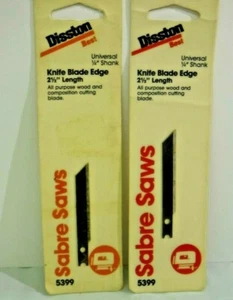 Disston
Best
Universal
¼" Shank
Knife Blade Edge
2½" Length
All purpose wood and
composition cutting
blade.
Sabre Saws
5399
Disston
Best
Universal
¼" Shank
Knife Blade Edge
2½" Length
All purpose wood and
composition cutting
blade.
Sabre Saws
5399